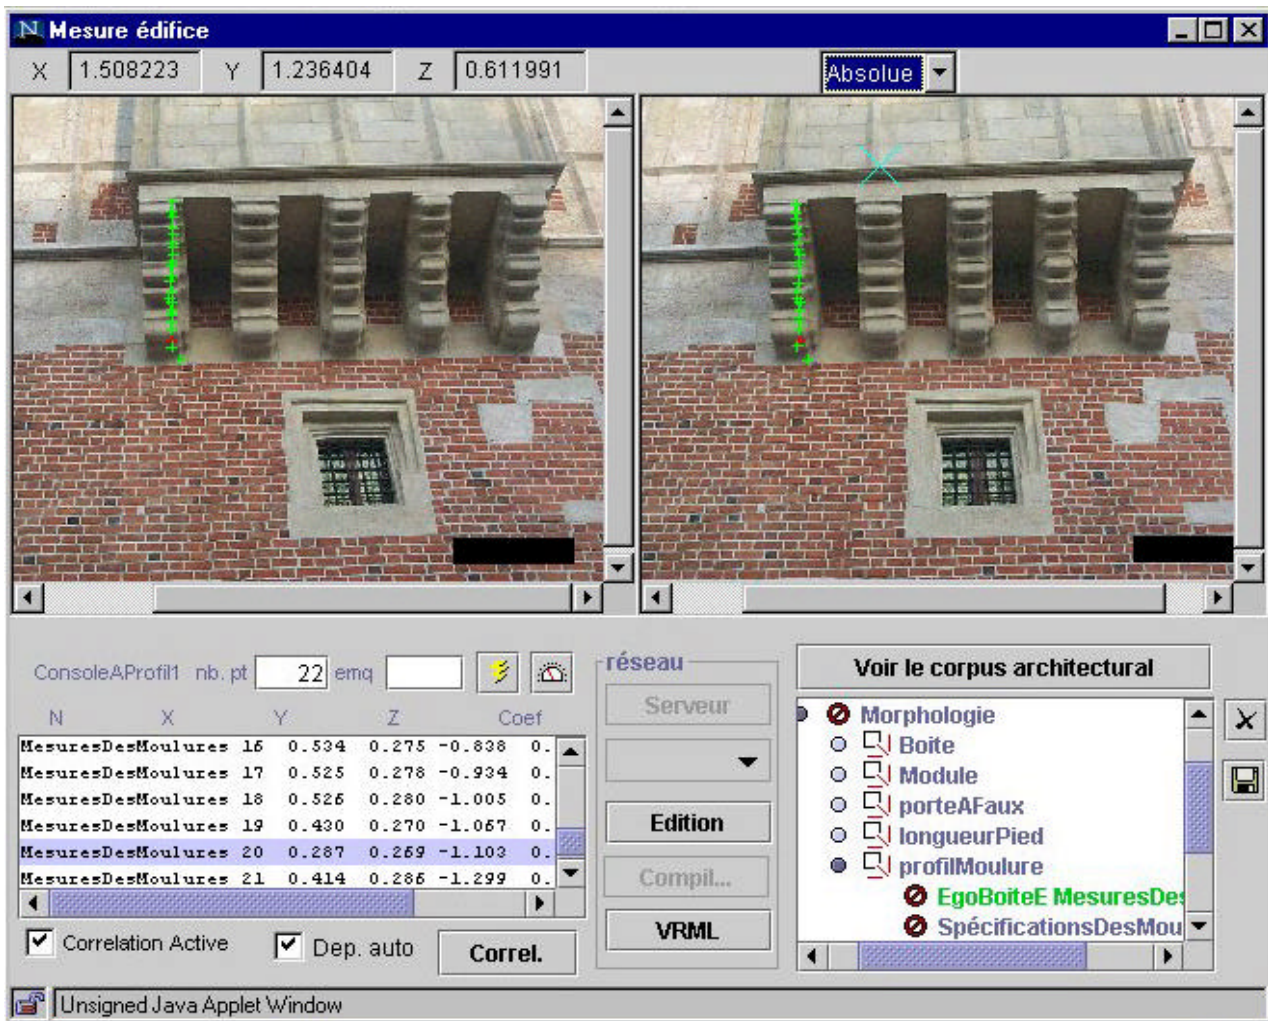 N Mesure édifice
X 1.508223 Y 1.236404 Z 0.611991 Absolue
ConsoleAProfil1 nb. pt 22 emq
N X Y Z Coef
MesuresDesMoulures 16 0.534 0.275 -0.838 0.
MesuresDesMoulures 17 0.525 0.278 -0.934 0.
MesuresDesMoulures 18 0.526 0.280 -1.005 0.
MesuresDesMoulures 19 0.430 0.270 -1.067 0.
MesuresDesMoulures 20 0.287 0.269 -1.103 0.
MesuresDesMoulures 21 0.414 0.286 -1.299 0.
Correlation Active Dep. auto Correl.
réseau
Serveur
Edition
Compil...
VRML
Voir le corpus architectural
Morphologie
Boite
Module
porteAFaux
longueurPied
profilMoulure
EgoBoiteE MesuresDes
SpécificationsDesMou
Unsigned Java Applet Window